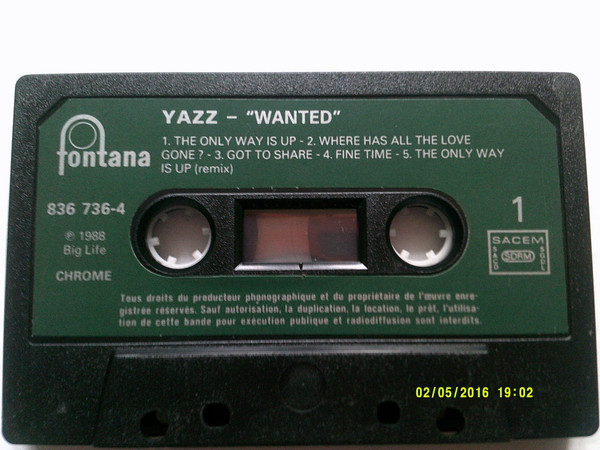 YAZZ – "WANTED"
1. THE ONLY WAY IS UP - 2. WHERE HAS ALL THE LOVE
GONE ? - 3. GOT TO SHARE - 4. FINE TIME - 5. THE ONLY WAY
IS UP (remix)
fontana
836 736-4
℗ 1988
Big Life
CHROME
1
SACEM
SACD
SDRM
SGDL
Tous droits du producteur phonographique et du propriétaire de l'œuvre enre-
gistrée réservés. Sauf autorisation, la duplication, la location, le prêt, l'utilisa-
tion de cette bande pour exécution publique et radiodiffusion sont interdits.
02/05/2016 19:02